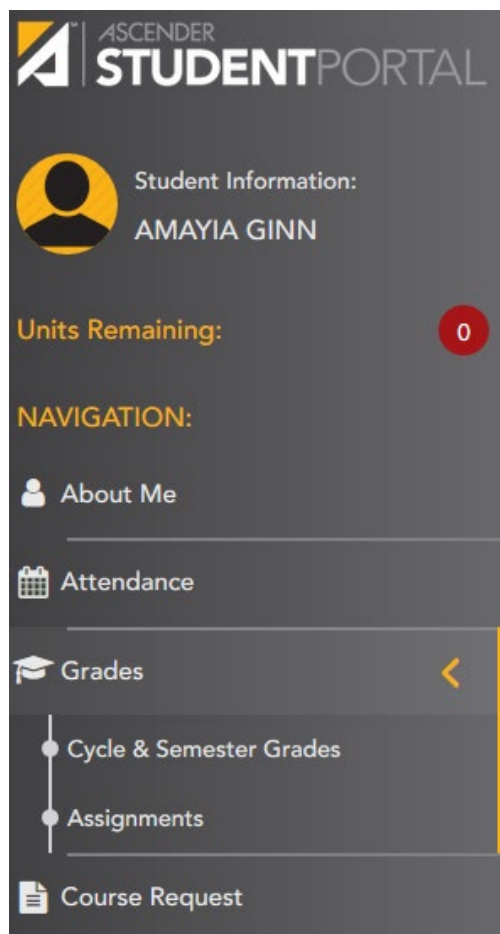 ASCENDER
STUDENTPORTAL
Student Information:
AMAYIA GINN
Units Remaining:
0
NAVIGATION:
About Me
Attendance
Grades
Cycle & Semester Grades
Assignments
Course Request